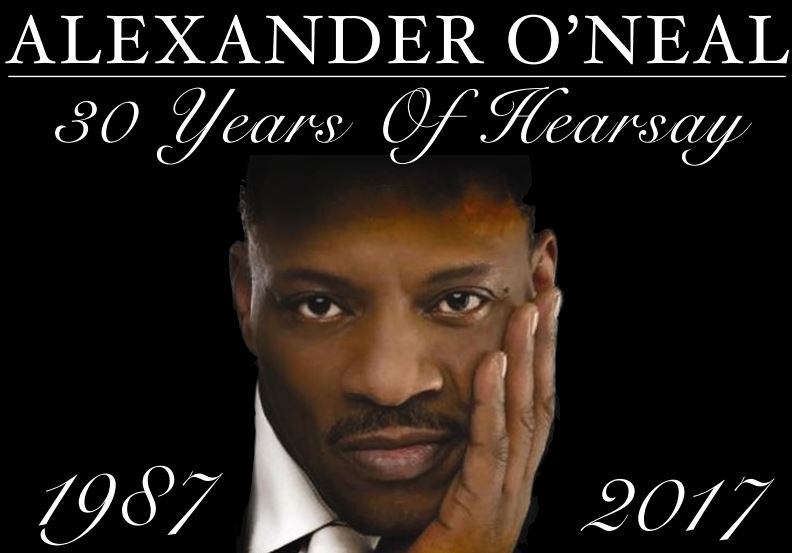 ALEXANDER O’NEAL
30 Years Of Hearsay
1987 2017